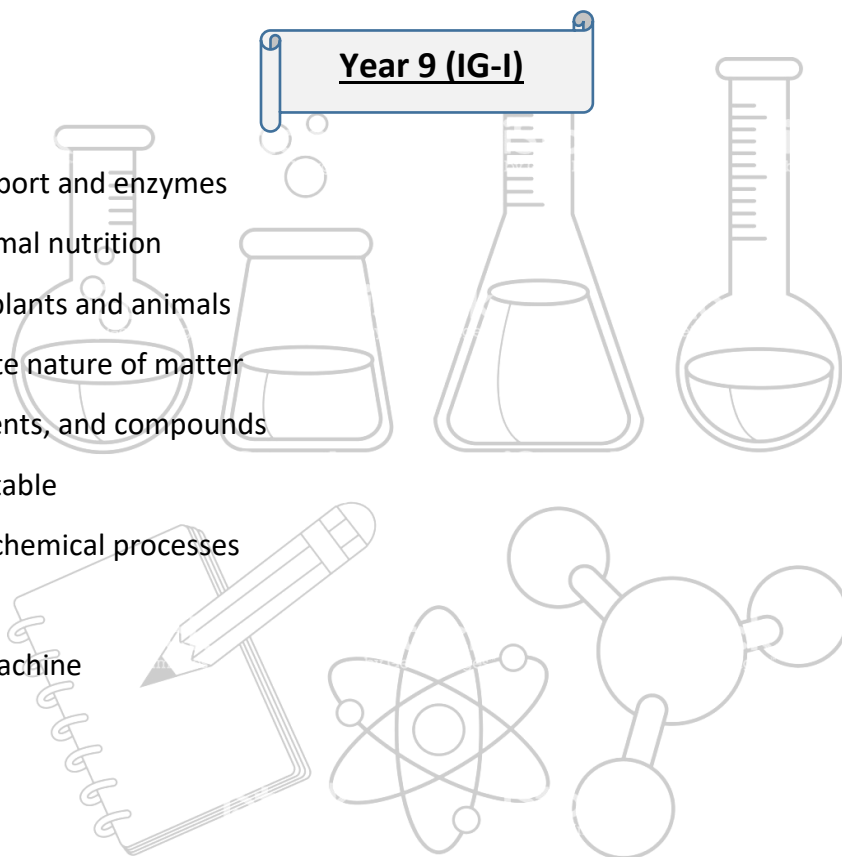 Year 9 (IG-I)
port and enzymes
mal nutrition
plants and animals
te nature of matter
ents, and compounds
table
chemical processes
achine